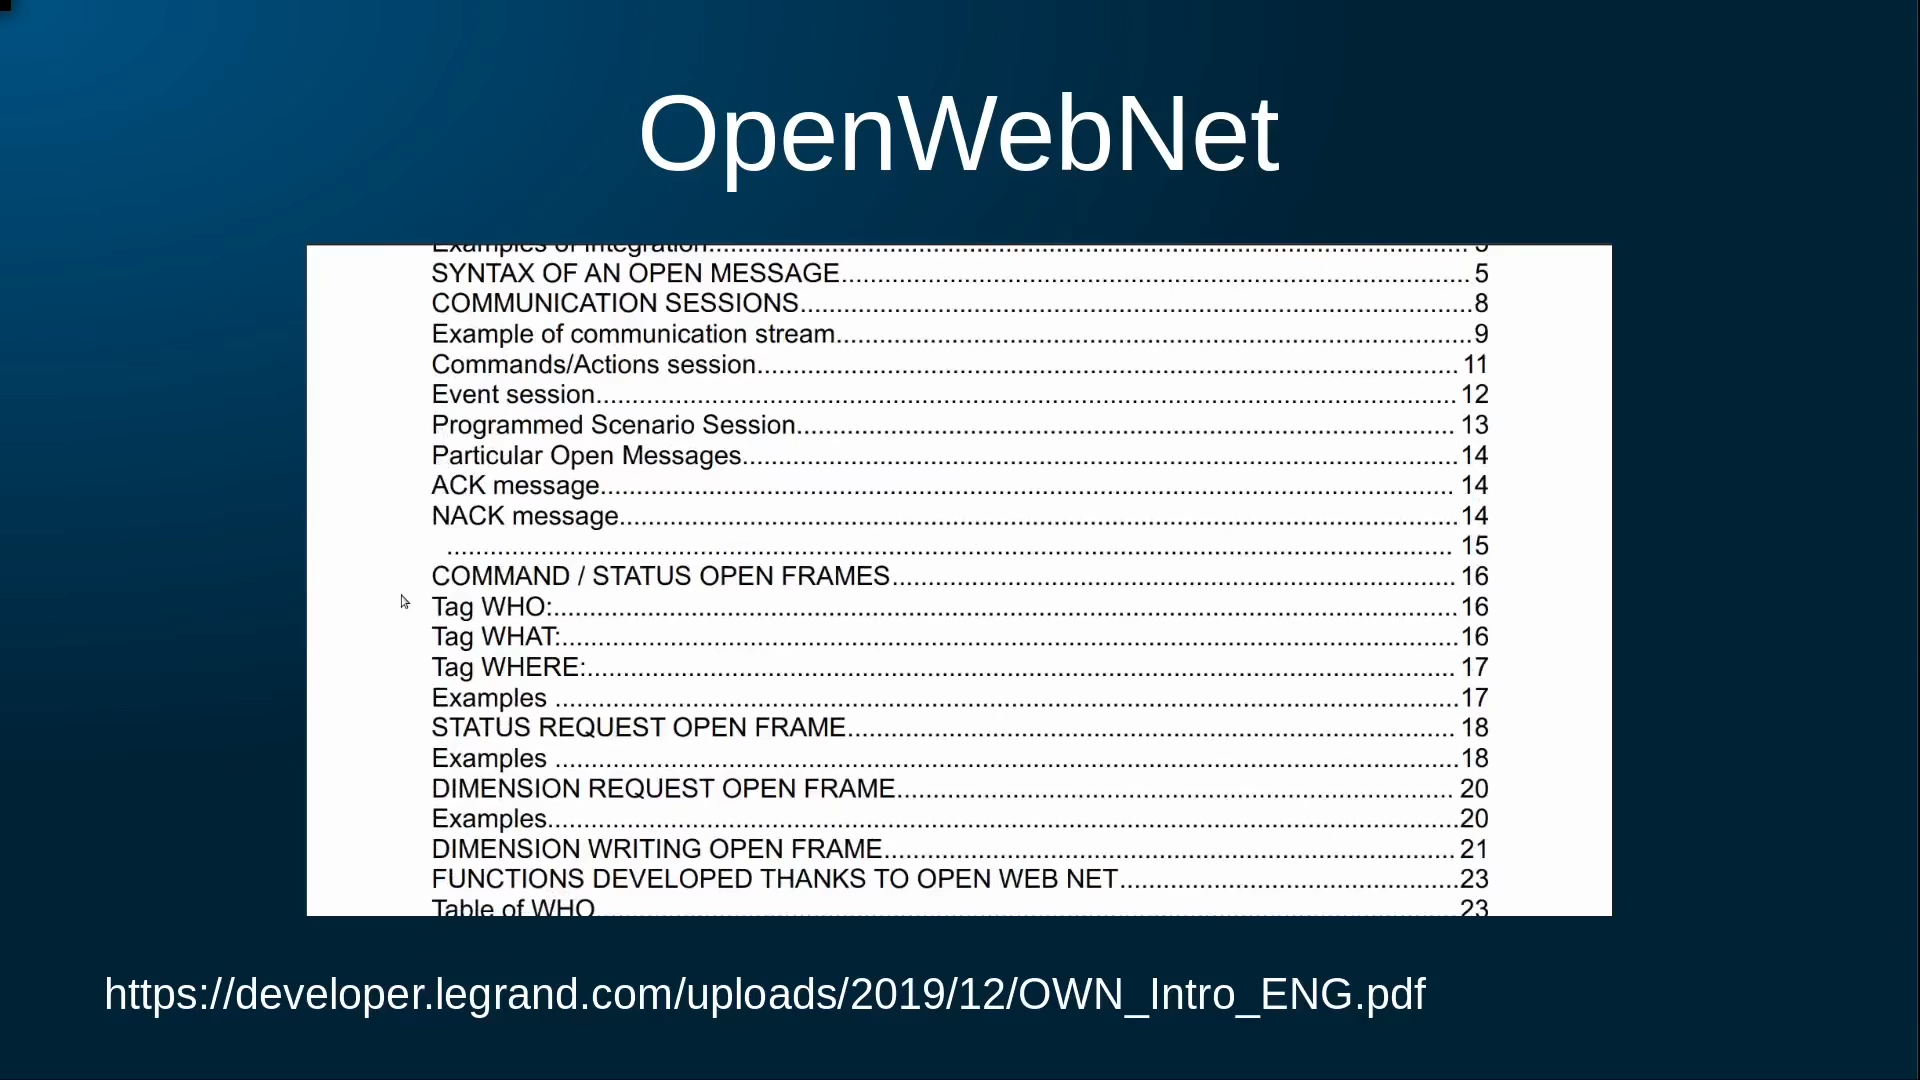 OpenWebNet
Examples of Integration........................................................................................................ 5
SYNTAX OF AN OPEN MESSAGE...................................................................................... 5
COMMUNICATION SESSIONS............................................................................................8
Example of communication stream.......................................................................................9
Commands/Actions session................................................................................................. 11
Event session...................................................................................................................... 12
Programmed Scenario Session........................................................................................... 13
Particular Open Messages...................................................................................................14
ACK message...................................................................................................................... 14
NACK message....................................................................................................................14
.......................................................................................................................................... 15
COMMAND / STATUS OPEN FRAMES.............................................................................. 16
Tag WHO:.............................................................................................................................16
Tag WHAT:............................................................................................................................16
Tag WHERE:........................................................................................................................ 17
Examples .............................................................................................................................17
STATUS REQUEST OPEN FRAME.................................................................................... 18
Examples .............................................................................................................................18
DIMENSION REQUEST OPEN FRAME.............................................................................. 20
Examples..............................................................................................................................20
DIMENSION WRITING OPEN FRAME............................................................................... 21
FUNCTIONS DEVELOPED THANKS TO OPEN WEB NET................................................23
Table of WHO.......................................................................................................................23
https://developer.legrand.com/uploads/2019/12/OWN_Intro_ENG.pdf